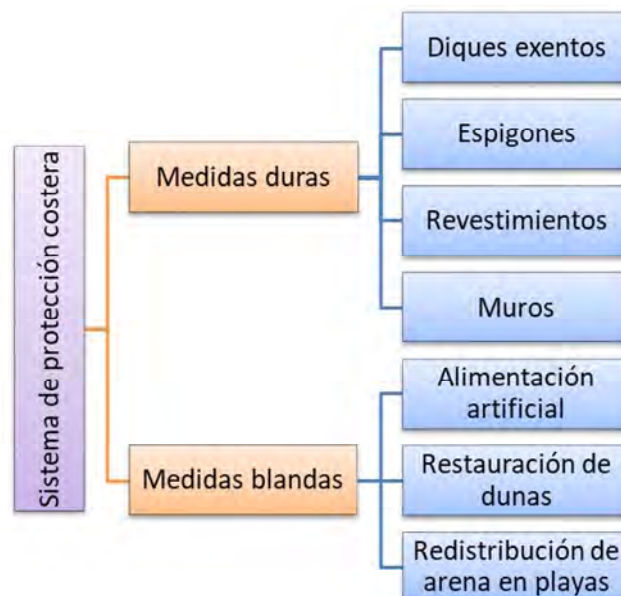 Sistema de protección costera
Medidas duras
Diques exentos
Espigones
Revestimientos
Muros
Medidas blandas
Alimentación
artificial
Restauración de
dunas
Redistribución de
arena en playas